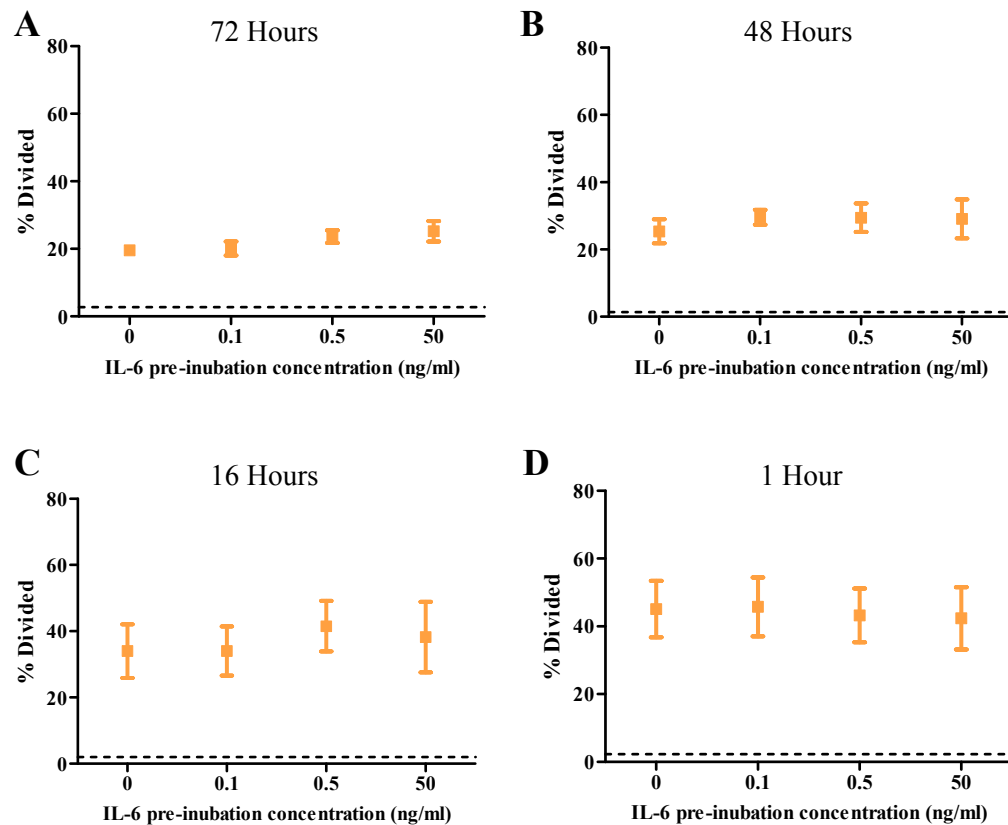 A
72 Hours
80
60
40
20
0
% Divided
0 0.1 0.5 50
IL-6 pre-inubation concentration (ng/ml)
B
48 Hours
80
60
40
20
0
% Divided
0 0.1 0.5 50
IL-6 pre-inubation concentration (ng/ml)
C
16 Hours
80
60
40
20
0
% Divided
0 0.1 0.5 50
IL-6 pre-inubation concentration (ng/ml)
D
1 Hour
80
60
40
20
0
% Divided
0 0.1 0.5 50
IL-6 pre-inubation concentration (ng/ml)